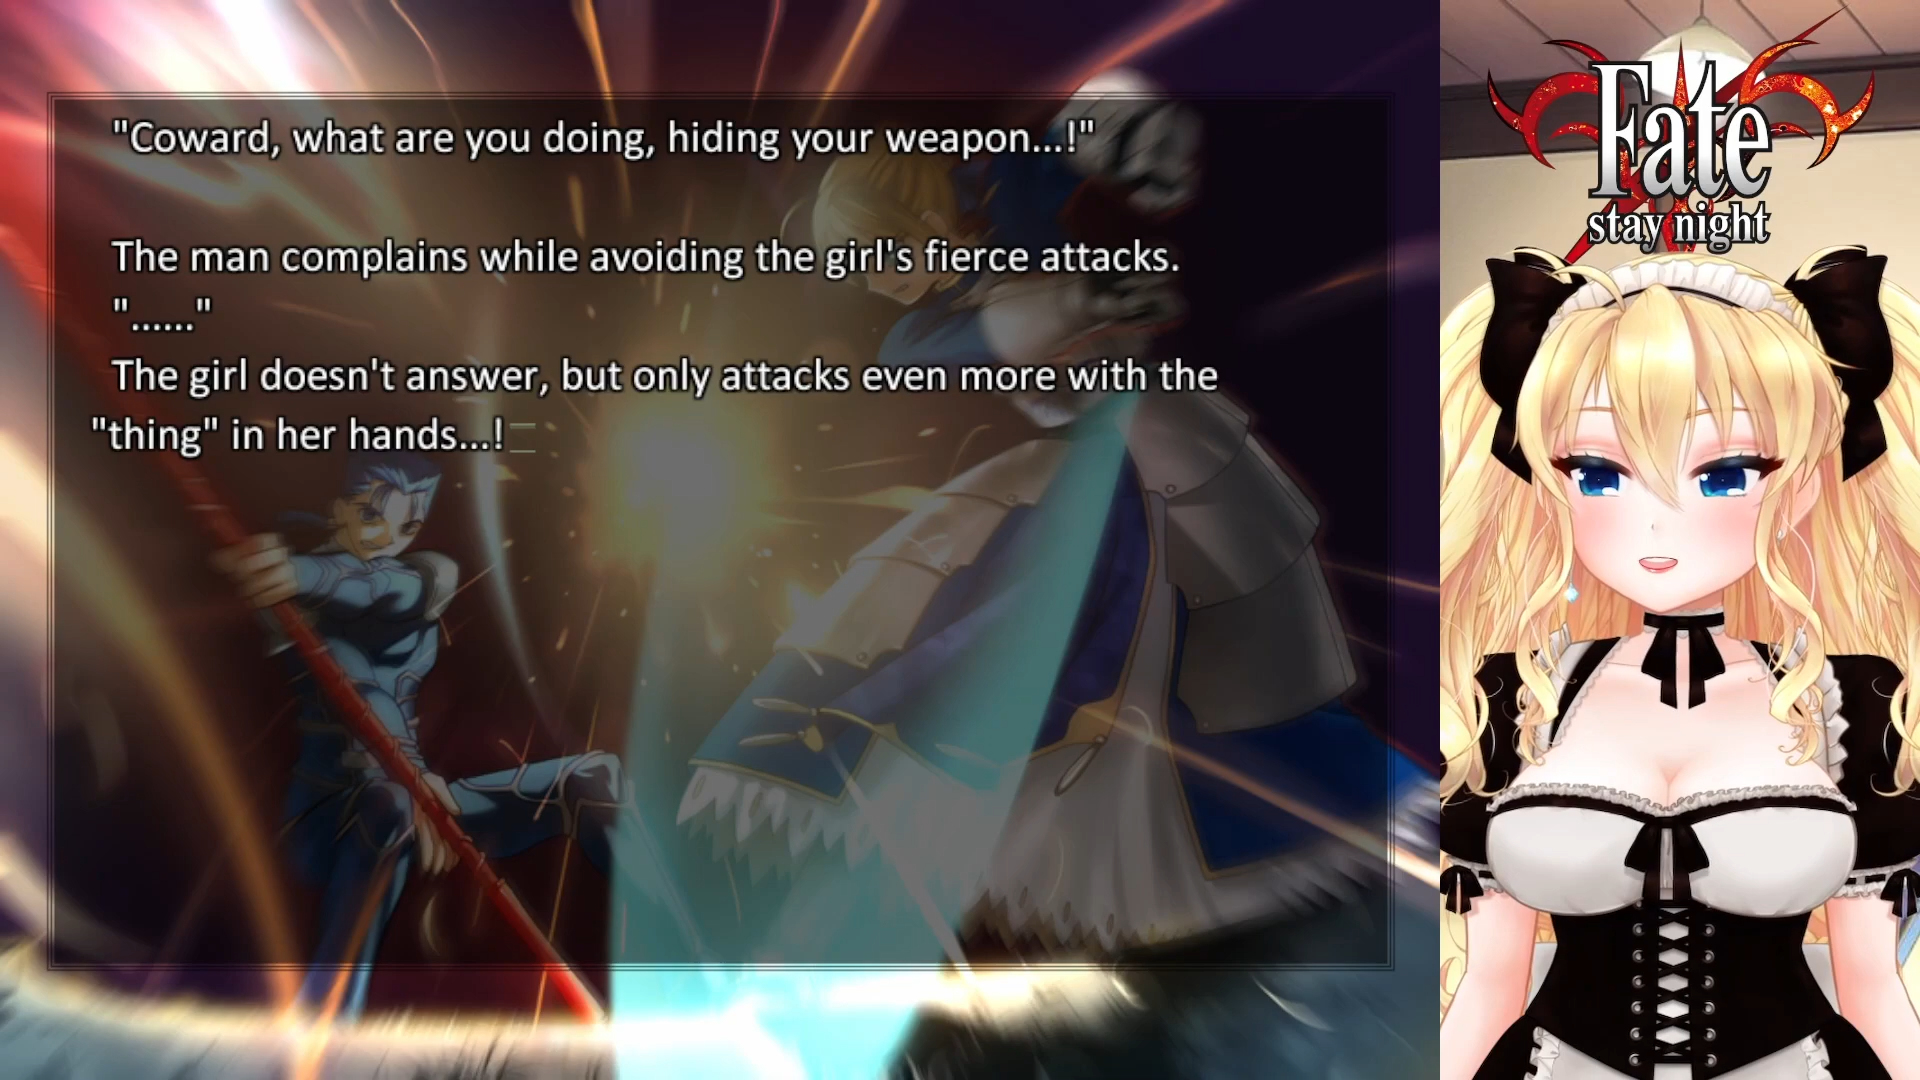 "Coward, what are you doing, hiding your weapon...!"
The man complains while avoiding the girl's fierce attacks.
"......"
The girl doesn't answer, but only attacks even more with the
"thing" in her hands...!
Fate
stay night